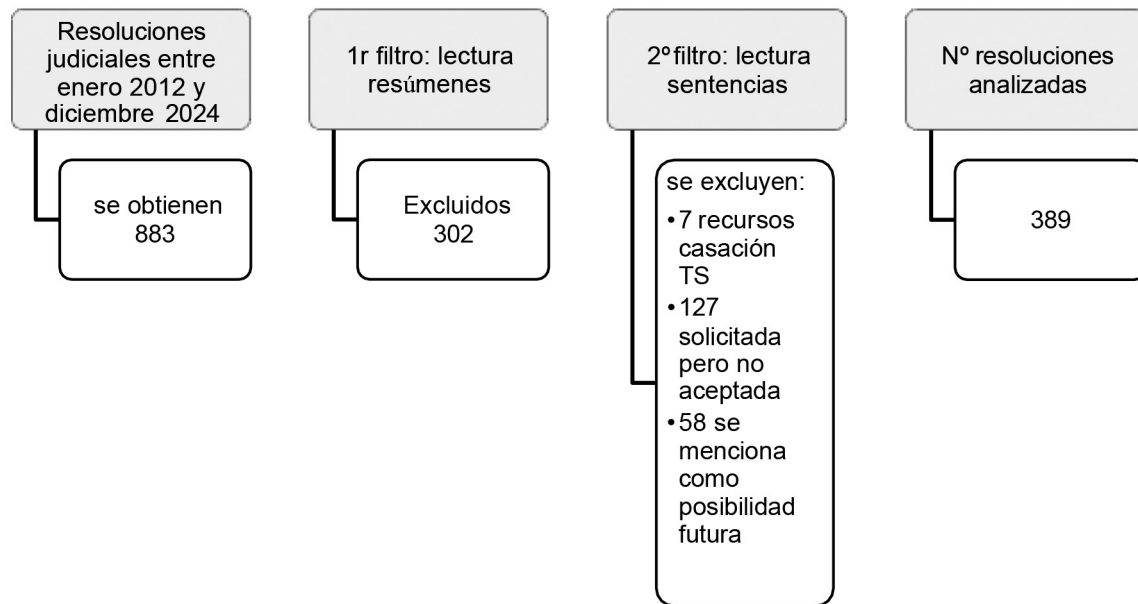 Resoluciones
judiciales entre
enero 2012 y
diciembre 2024
se obtienen
883
1r filtro: lectura
resúmenes
Excluidos
302
2º filtro: lectura
sentencias
se excluyen:
•7 recursos
casación
TS
•127
solicitada
pero no
aceptada
•58 se
menciona
como
posibilidad
futura
Nº resoluciones
analizadas
389